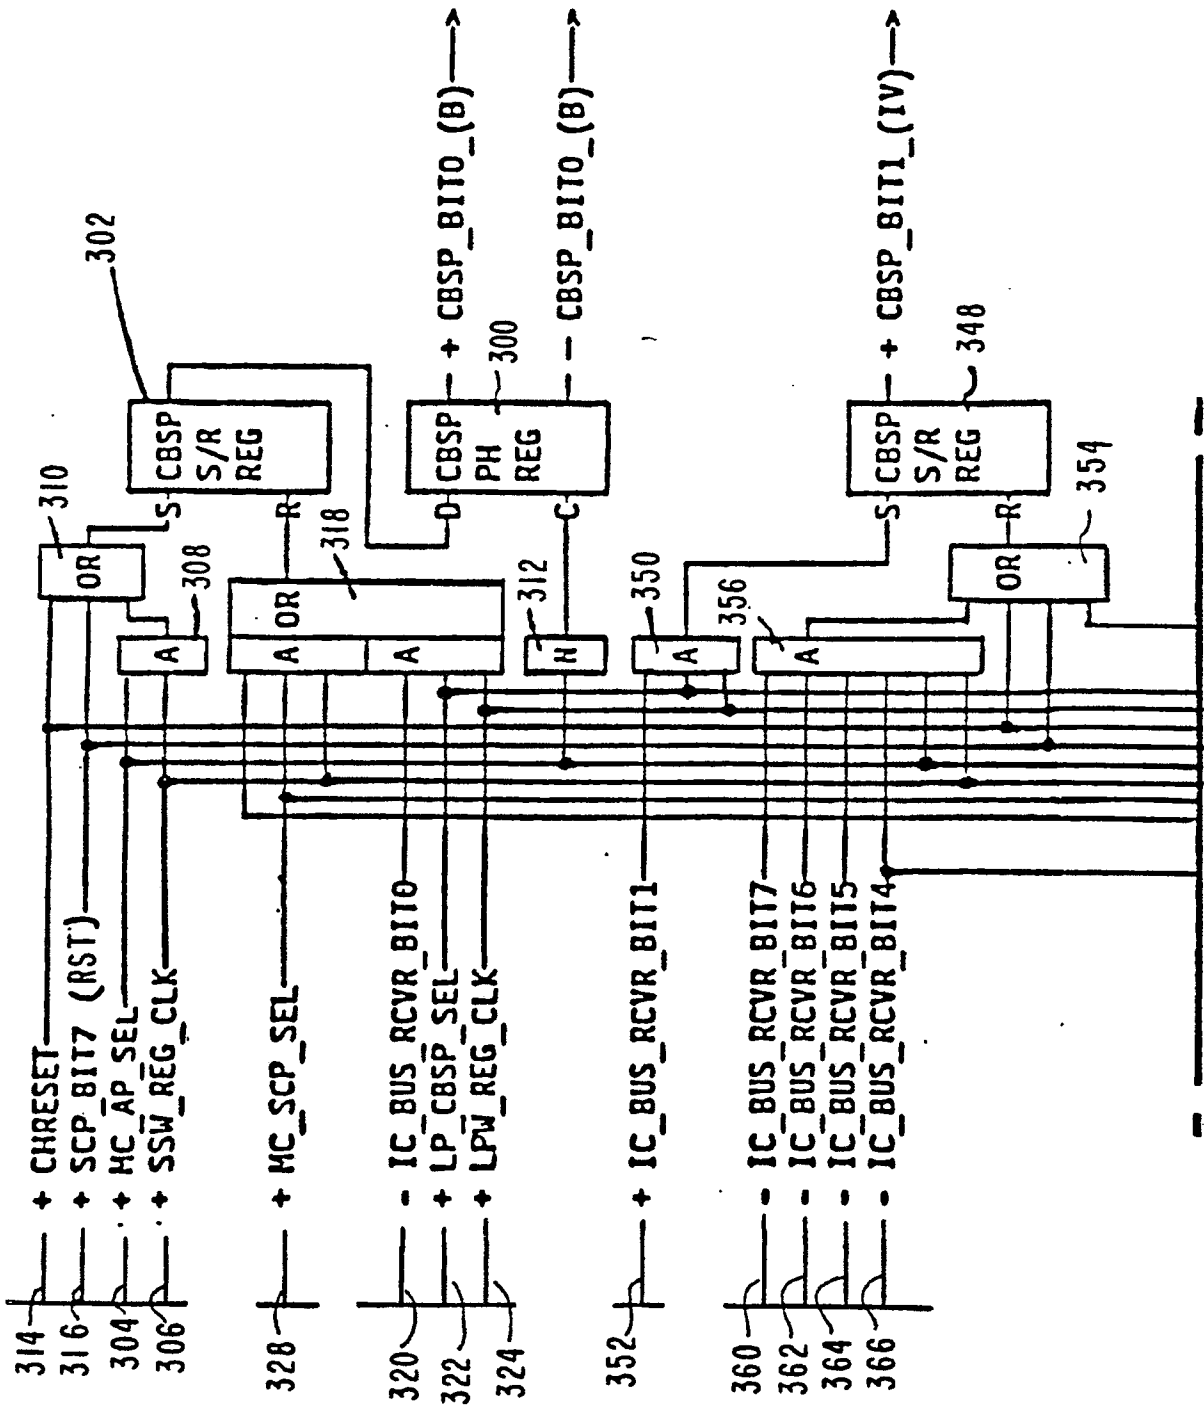 314 + CHRESET
316 + SCP_BIT7 (RST)
304 + MC_AP_SEL
306 + SSW_REG_CLK
328 + MC_SCP_SEL
320 - IC_BUS_RCVR_BIT0
322 + LP_CBSP_SEL
324 + LPW_REG_CLK
352 + IC_BUS_RCVR_BIT1
360 - IC_BUS_RCVR_BIT7
362 - IC_BUS_RCVR_BIT6
364 - IC_BUS_RCVR_BIT5
366 - IC_BUS_RCVR_BIT4
OR 310
A 308
A OR 318
A
N 312
A 350
A 356
OR 354
S CBSP 302
S/R
R REG
D CBSP + CBSP_BIT0_(B)
PH 300
C REG - CBSP_BIT0_(B)
S CBSP + CBSP_BIT1_(IV)
S/R
R REG 348